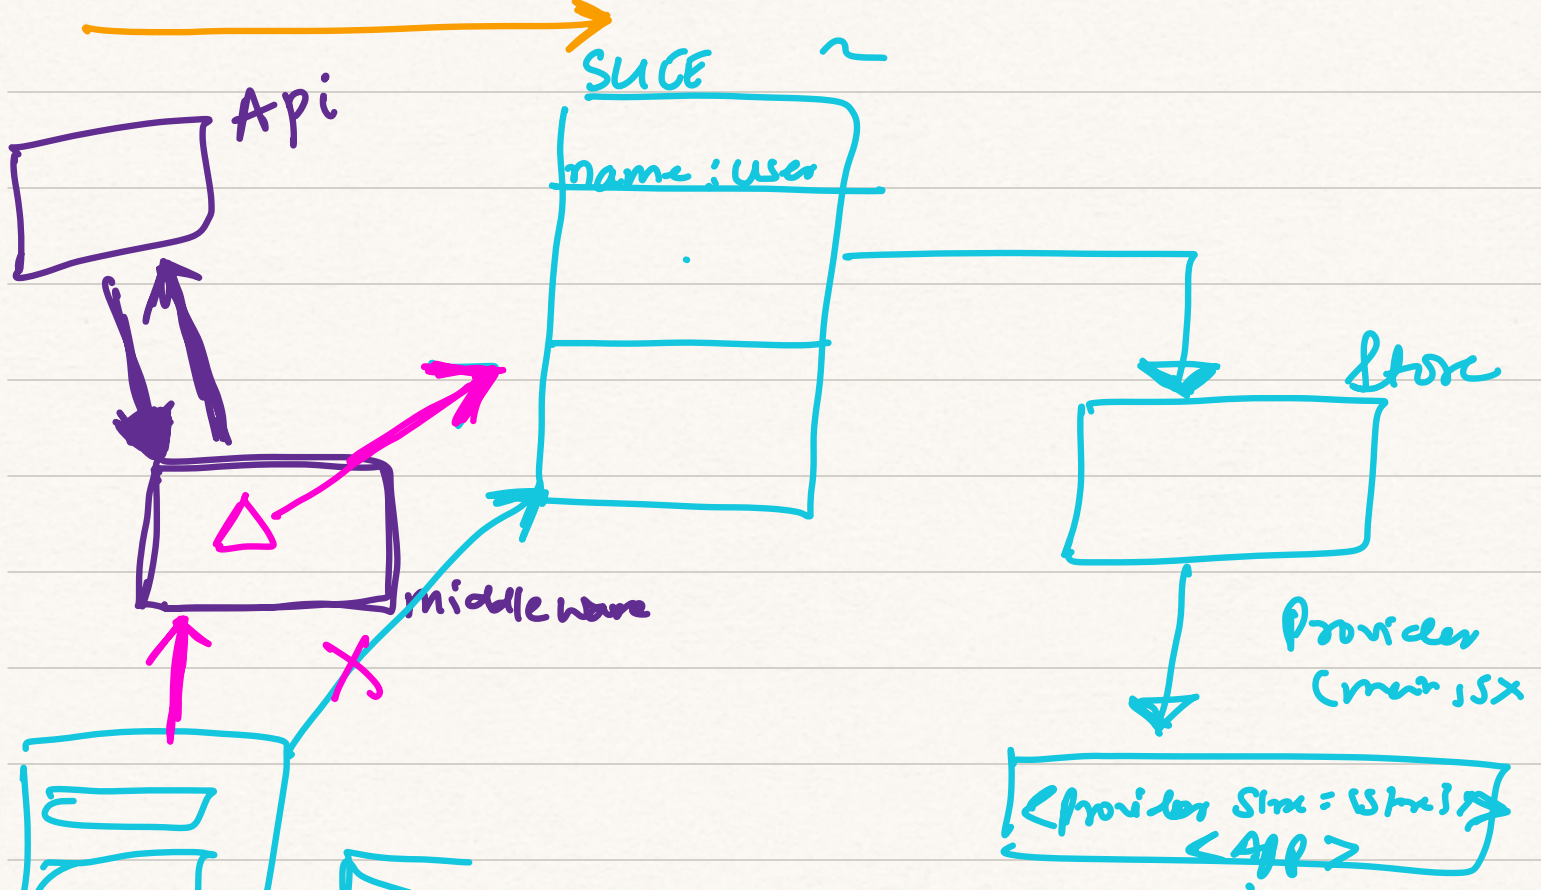 Api
SLICE
name : user
Store
middleware
Provider
(main.jsx
<Provider store={store}>
<App>